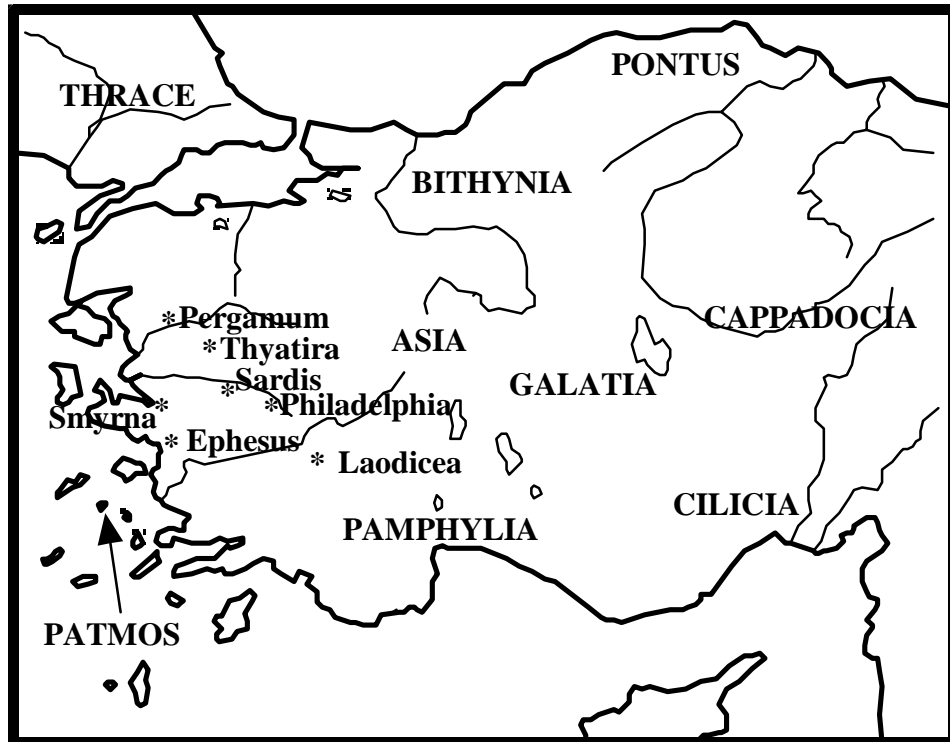 PONTUS
THRACE
BITHYNIA
*Pergamum
CAPPADOCIA
ASIA
*Thyatira
Sardis
*
GALATIA
*Philadelphia
Smyrna*
* Ephesus
* Laodicea
CILICIA
PAMPHYLIA
PATMOS